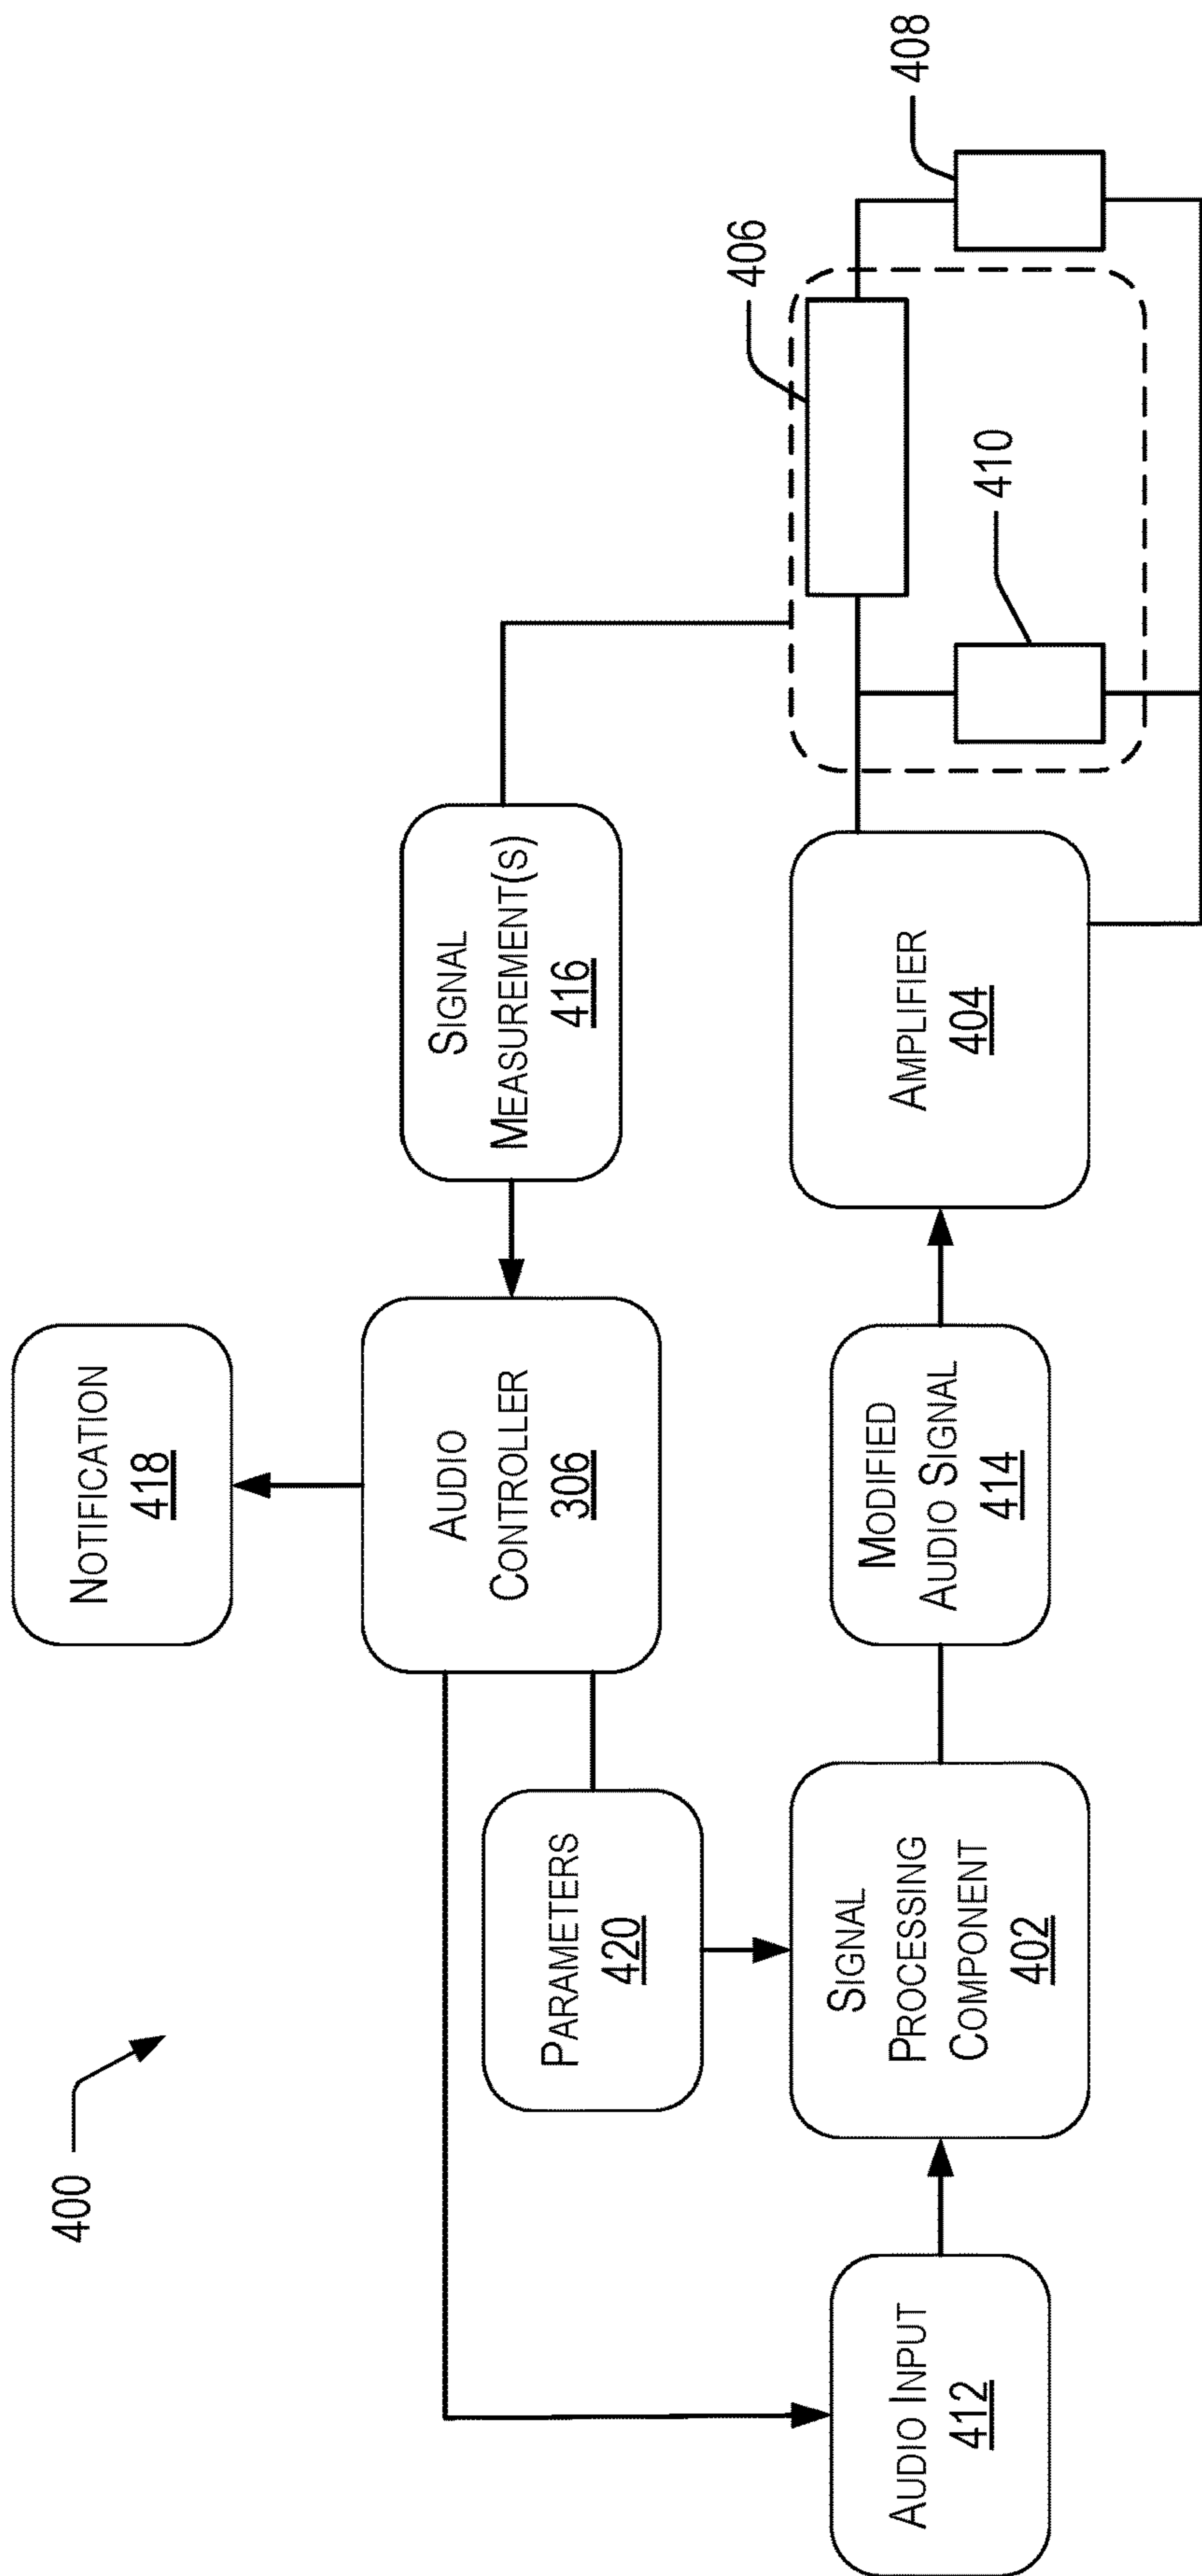 400
NOTIFICATION
418
AUDIO
CONTROLLER
306
SIGNAL
MEASUREMENT(S)
416
PARAMETERS
420
AUDIO INPUT
412
SIGNAL
PROCESSING
COMPONENT
402
MODIFIED
AUDIO SIGNAL
414
AMPLIFIER
404
406
408
410